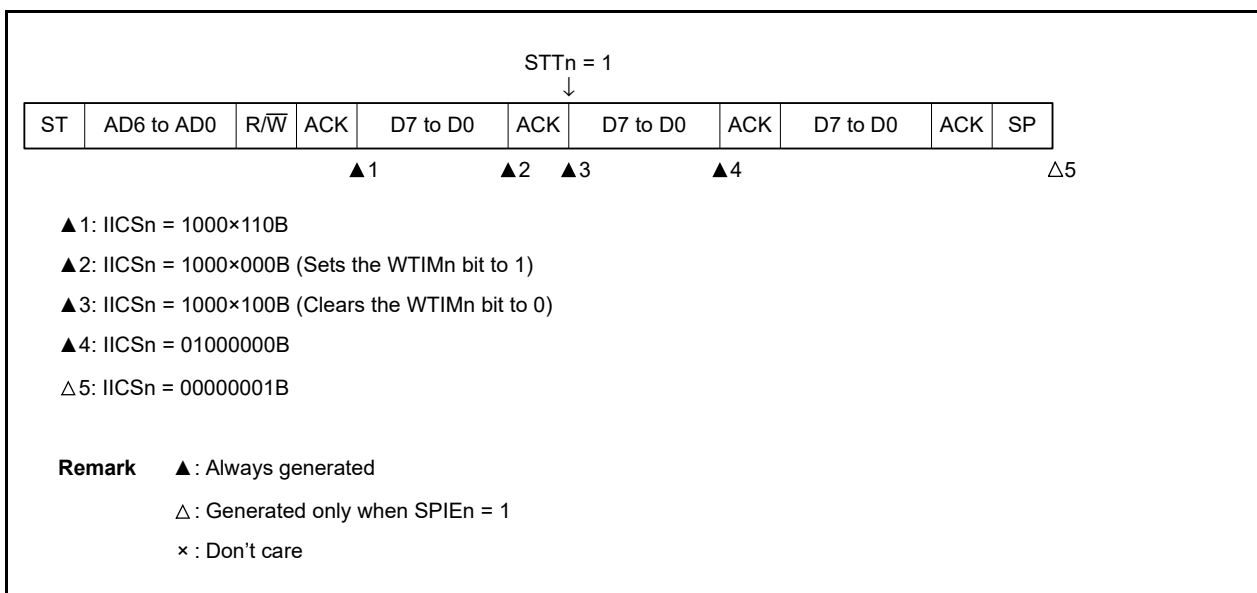 STTn = 1
↓
ST AD6 to AD0 R/W̅ ACK D7 to D0 ACK D7 to D0 ACK D7 to D0 ACK SP
▲1 ▲2 ▲3 ▲4 △5
▲1: IICSn = 1000×110B
▲2: IICSn = 1000×000B (Sets the WTIMn bit to 1)
▲3: IICSn = 1000×100B (Clears the WTIMn bit to 0)
▲4: IICSn = 01000000B
△5: IICSn = 00000001B
Remark ▲: Always generated
△: Generated only when SPIEn = 1
×: Don’t care